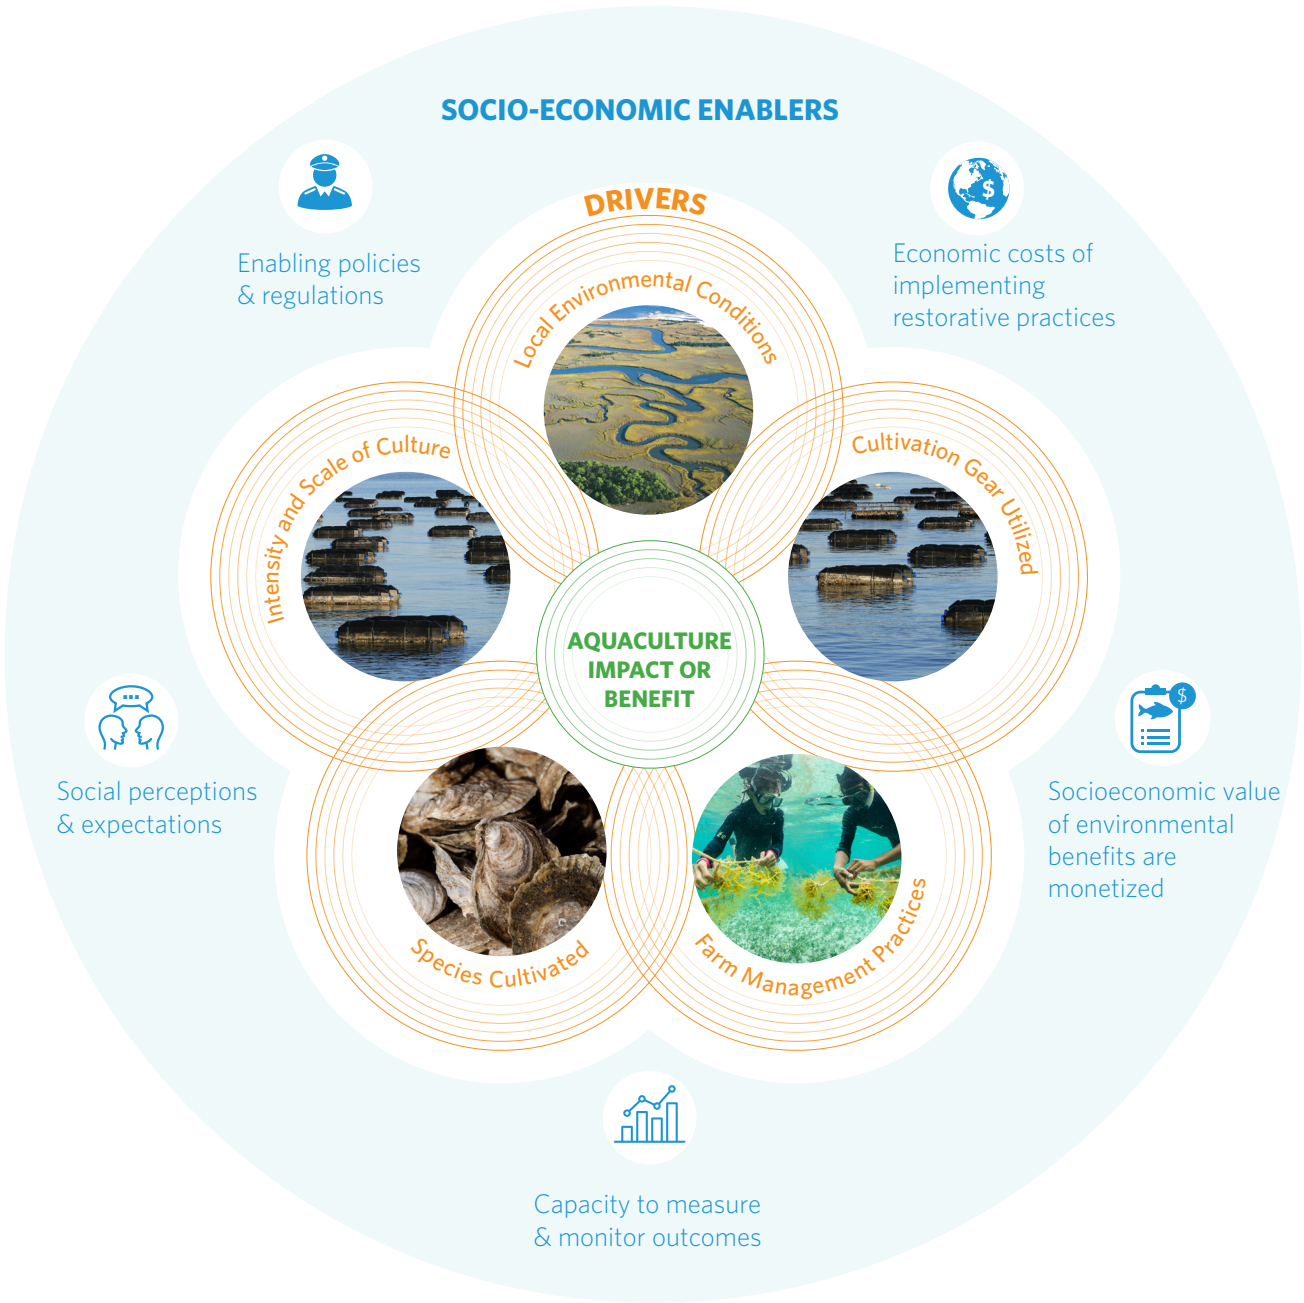 SOCIO-ECONOMIC ENABLERS
DRIVERS
Enabling policies
& regulations
$
Economic costs of
implementing
restorative practices
Local Environmental Conditions
Intensity and Scale of Culture
Cultivation Gear Utilized
AQUACULTURE
IMPACT OR
BENEFIT
Social perceptions
& expectations
$
Socioeconomic value
of environmental
benefits are
monetized
Species Cultivated
Farm Management Practices
Capacity to measure
& monitor outcomes